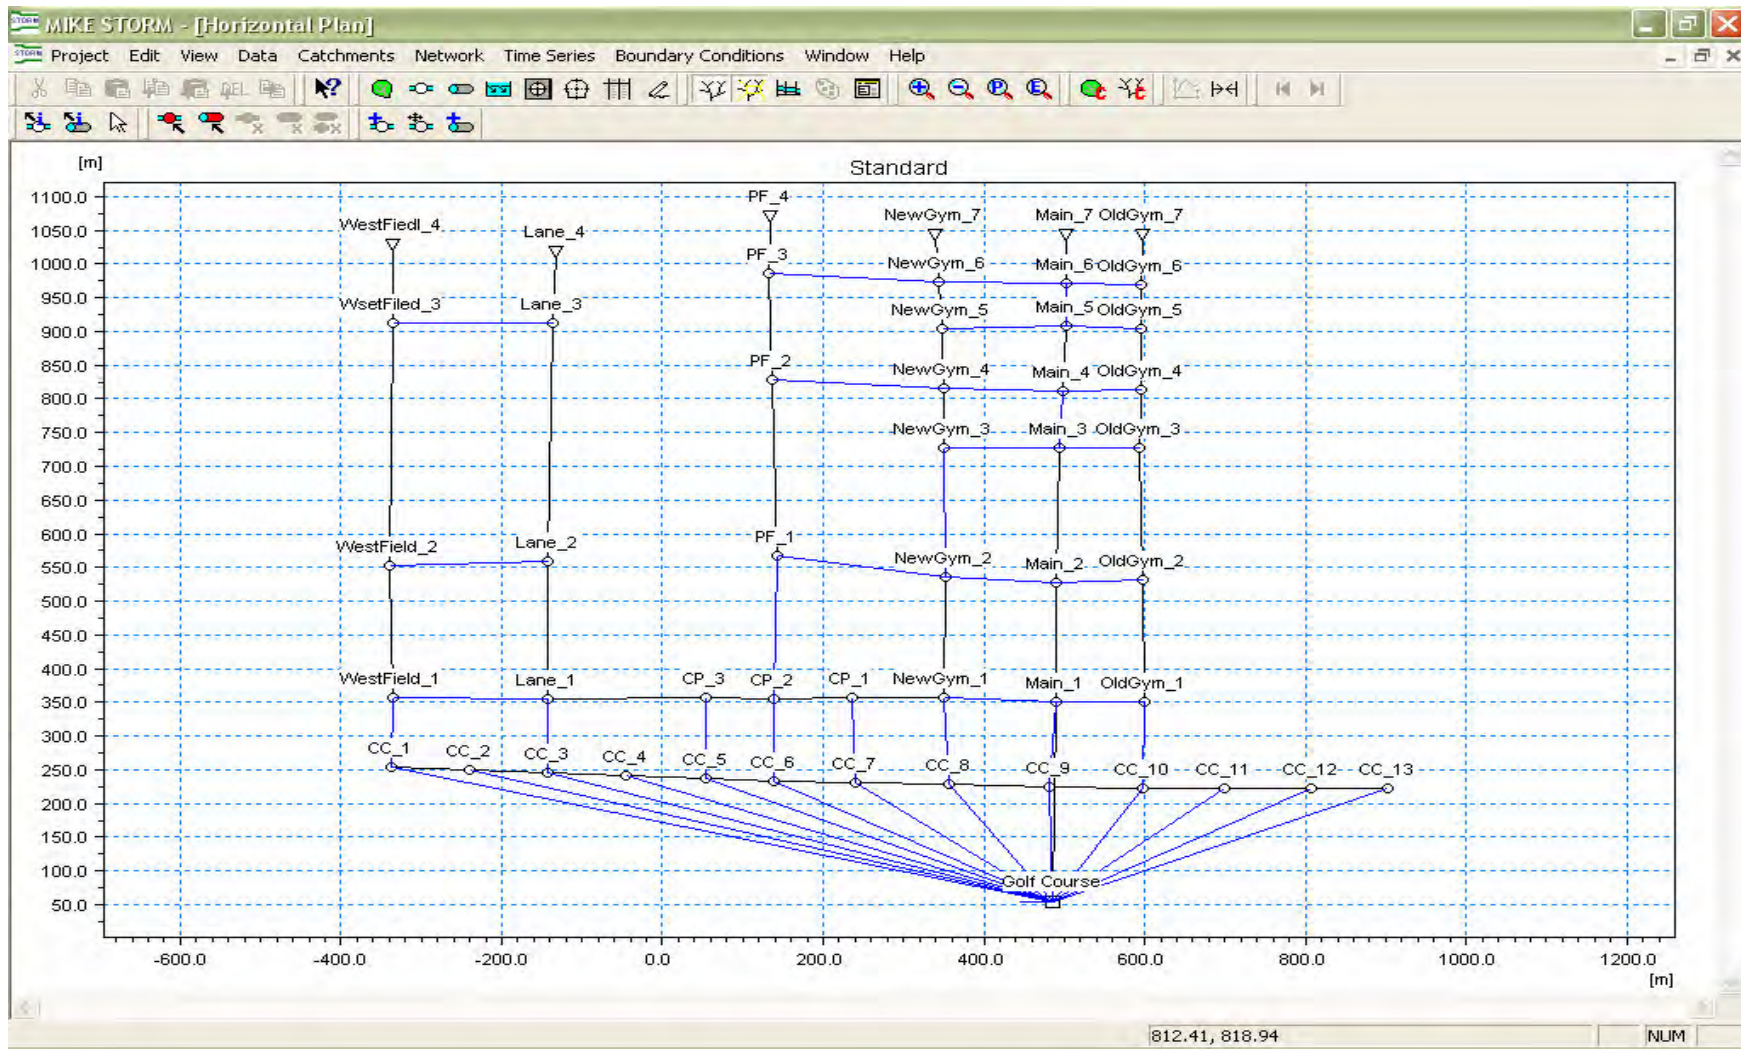 MIKE STORM - [Horizontal Plan]
Project Edit View Data Catchments Network Time Series Boundary Conditions Window Help
[m]
Standard
1100.0
1050.0
1000.0
950.0
900.0
850.0
800.0
750.0
700.0
650.0
600.0
550.0
500.0
450.0
400.0
350.0
300.0
250.0
200.0
150.0
100.0
50.0
PF_4
WestFiedl_4 Lane_4 NewGym_7 Main_7 OldGym_7
PF_3 NewGym_6 Main_6 OldGym_6
WsetFiled_3 Lane_3 NewGym_5 Main_5 OldGym_5
PF_2 NewGym_4 Main_4 OldGym_4
NewGym_3 Main_3 OldGym_3
WestField_2 Lane_2 PF_1 NewGym_2 Main_2 OldGym_2
WestField_1 Lane_1 CP_3 CP_2 CP_1 NewGym_1 Main_1 OldGym_1
CC_1 CC_2 CC_3 CC_4 CC_5 CC_6 CC_7 CC_8 CC_9 CC_10 CC_11 CC_12 CC_13
Golf Course
-600.0 -400.0 -200.0 0.0 200.0 400.0 600.0 800.0 1000.0 1200.0
[m]
812.41, 818.94 NUM